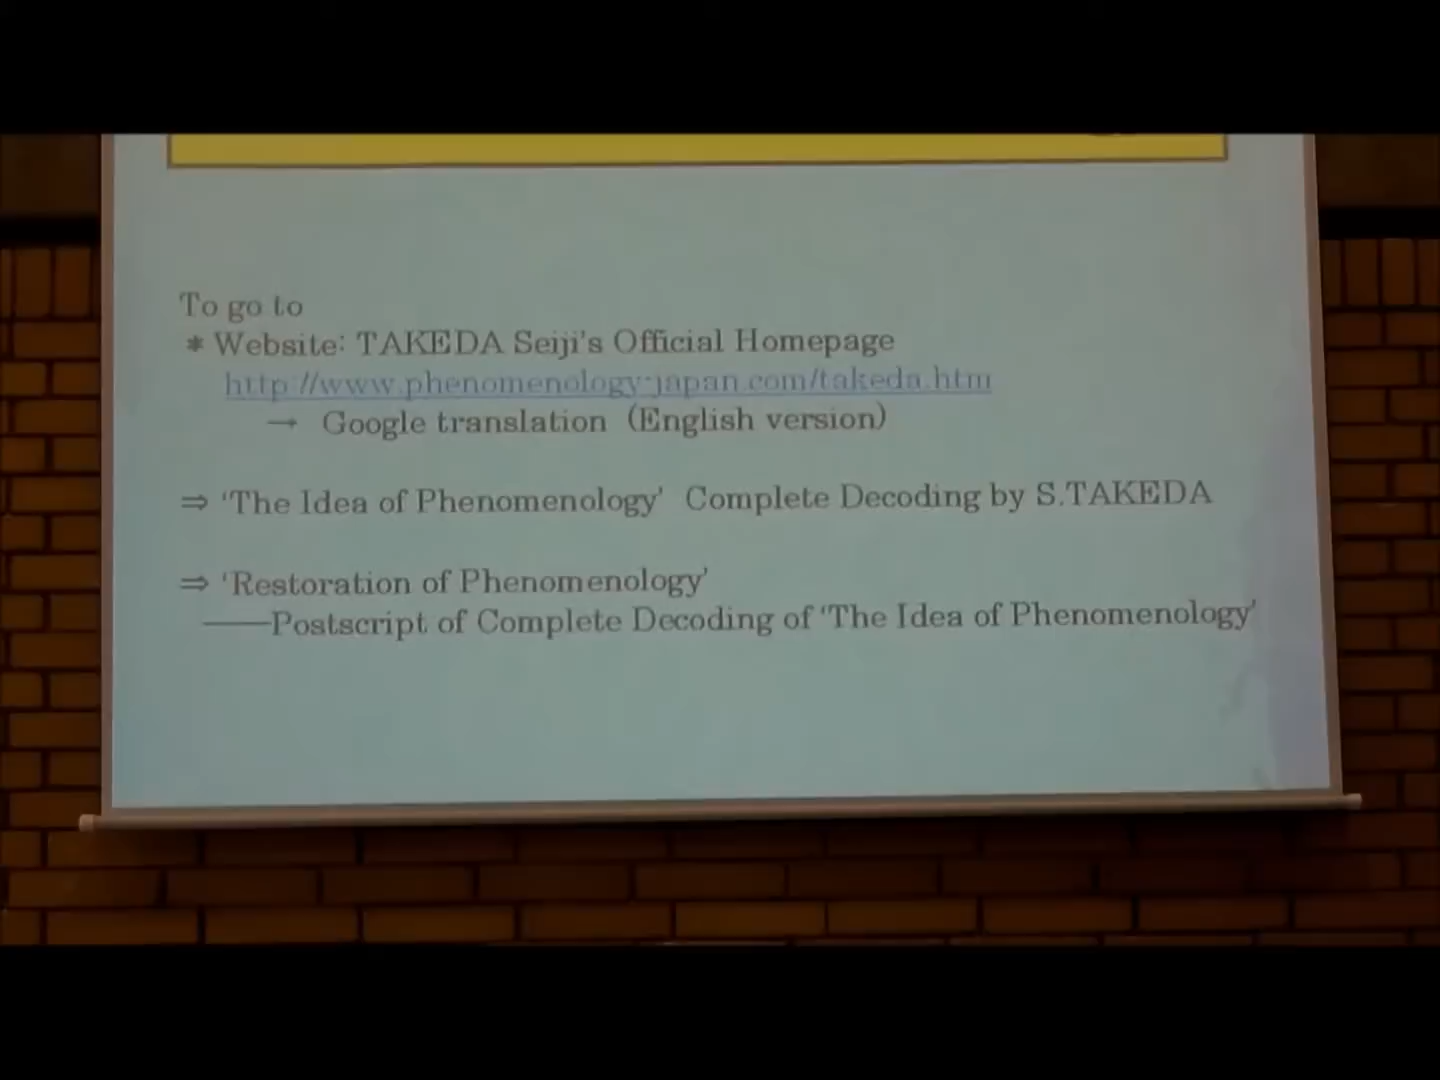 To go to
* Website: TAKEDA Seiji's Official Homepage
http://www.phenomenology-japan.com/takeda.htm
→ Google translation (English version)
⇒ 'The Idea of Phenomenology' Complete Decoding by S.TAKEDA
⇒ 'Restoration of Phenomenology'
——Postscript of Complete Decoding of 'The Idea of Phenomenology'